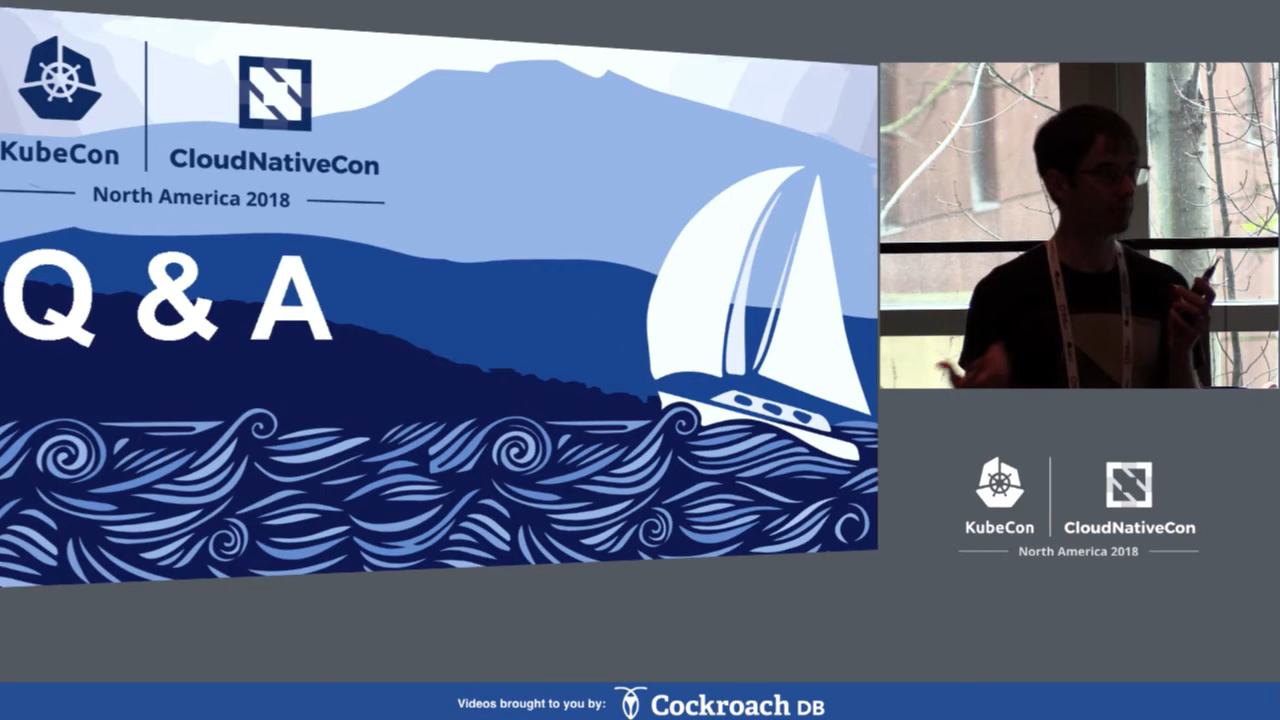 KubeCon
CloudNativeCon
North America 2018
Q & A
KubeCon
CloudNativeCon
North America 2018
Videos brought to you by: Cockroach DB